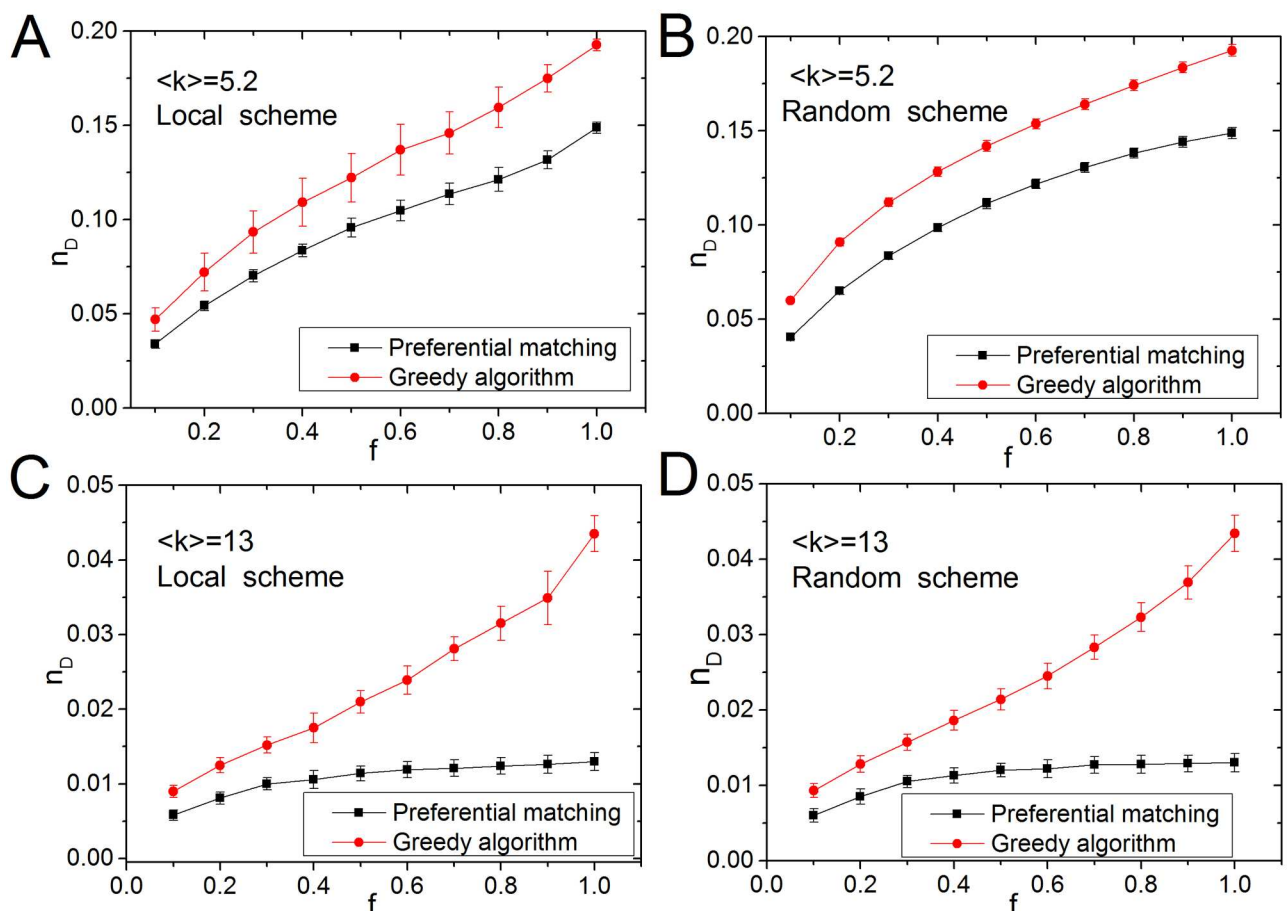 A
<k>=5.2
Local scheme
n_D
0.20
0.15
0.10
0.05
0.00
Preferential matching
Greedy algorithm
0.2 0.4 0.6 0.8 1.0
f
B
<k>=5.2
Random scheme
n_D
0.20
0.15
0.10
0.05
0.00
Preferential matching
Greedy algorithm
0.2 0.4 0.6 0.8 1.0
f
C
<k>=13
Local scheme
n_D
0.05
0.04
0.03
0.02
0.01
0.00
Preferential matching
Greedy algorithm
0.0 0.2 0.4 0.6 0.8 1.0
f
D
<k>=13
Random scheme
n_D
0.05
0.04
0.03
0.02
0.01
0.00
Preferential matching
Greedy algorithm
0.0 0.2 0.4 0.6 0.8 1.0
f